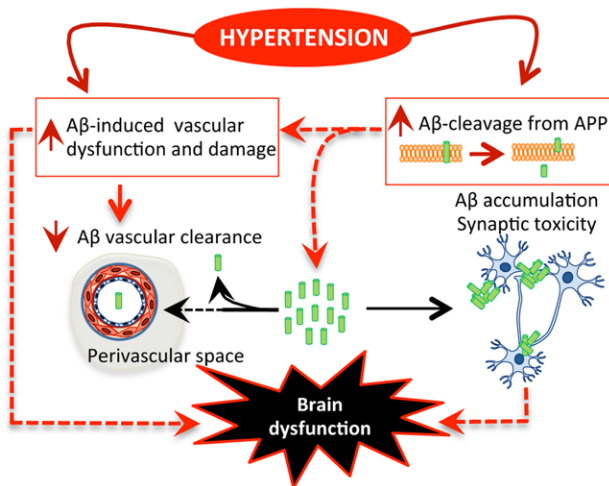 HYPERTENSION
Aβ-induced vascular
dysfunction and damage
Aβ-cleavage from APP
Aβ accumulation
Synaptic toxicity
Aβ vascular clearance
Perivascular space
Brain
dysfunction